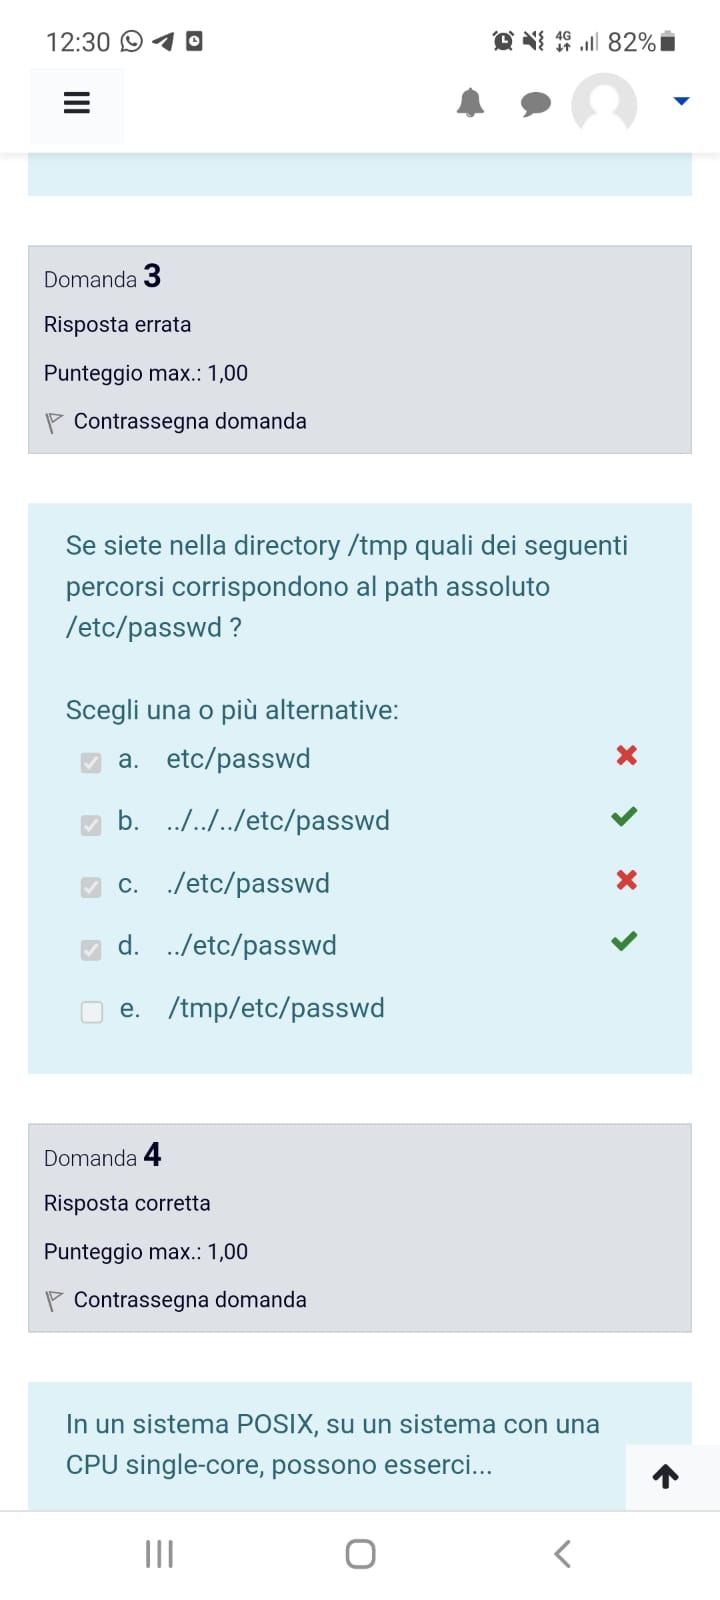 12:30 4G 82%
Domanda 3
Risposta errata
Punteggio max.: 1,00
Contrassegna domanda
Se siete nella directory /tmp quali dei seguenti
percorsi corrispondono al path assoluto
/etc/passwd ?
Scegli una o più alternative:
a. etc/passwd
b. ../../../etc/passwd
c. ./etc/passwd
d. ../etc/passwd
e. /tmp/etc/passwd
Domanda 4
Risposta corretta
Punteggio max.: 1,00
Contrassegna domanda
In un sistema POSIX, su un sistema con una
CPU single-core, possono esserci...